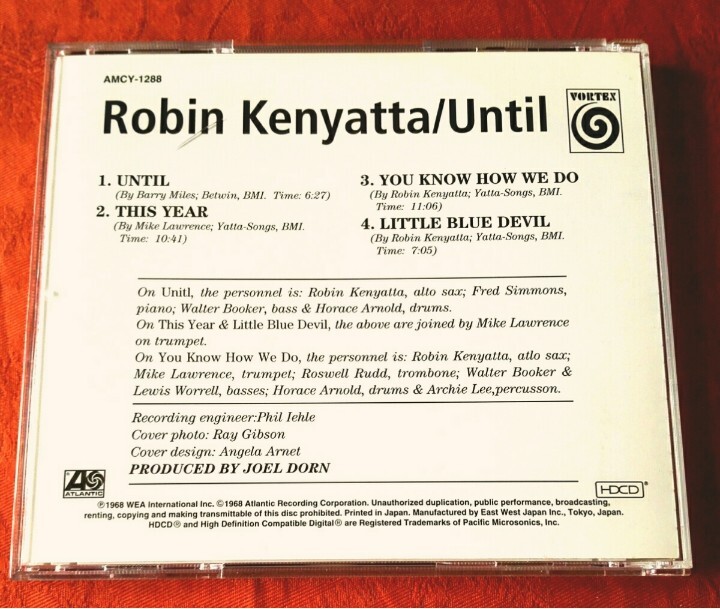 AMCY-1288
Robin Kenyatta/Until
VORTEX
1. UNTIL
(By Barry Miles; Betwin, BMI. Time: 6:27)
2. THIS YEAR
(By Mike Lawrence; Yatta-Songs, BMI.
Time: 10:41)
3. YOU KNOW HOW WE DO
(By Robin Kenyatta; Yatta-Songs, BMI.
Time: 11:06)
4. LITTLE BLUE DEVIL
(By Robin Kenyatta; Yatta-Songs, BMI.
Time: 7:05)
On Unitl, the personnel is: Robin Kenyatta, alto sax; Fred Simmons,
piano; Walter Booker, bass & Horace Arnold, drums.
On This Year & Little Blue Devil, the above are joined by Mike Lawrence
on trumpet.
On You Know How We Do, the personnel is: Robin Kenyatta, atlo sax;
Mike Lawrence, trumpet; Roswell Rudd, trombone; Walter Booker &
Lewis Worrell, basses; Horace Arnold, drums & Archie Lee,percusson.
Recording engineer:Phil Iehle
Cover photo: Ray Gibson
Cover design: Angela Arnet
PRODUCED BY JOEL DORN
ATLANTIC
HDCD®
℗1968 WEA International Inc. ©1968 Atlantic Recording Corporation. Unauthorized duplication, public performance, broadcasting,
renting, copying and making transmittable of this disc prohibited. Printed in Japan. Manufactured by East West Japan Inc., Tokyo, Japan.
HDCD® and High Definition Compatible Digital® are Registered Trademarks of Pacific Microsonics, Inc.